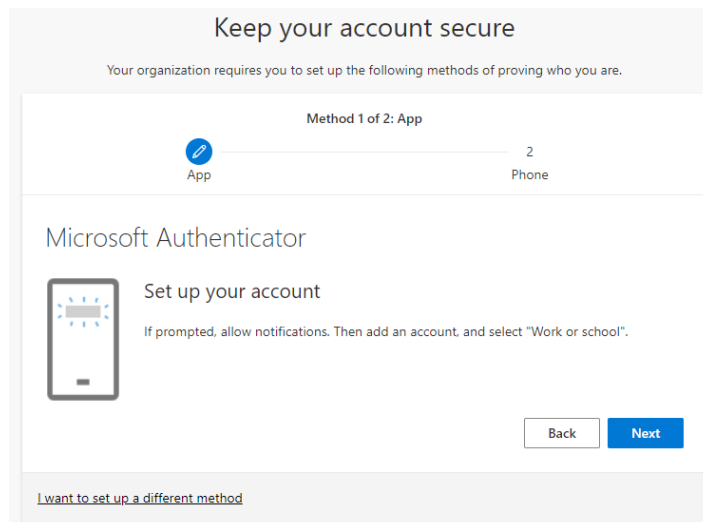 Keep your account secure
Your organization requires you to set up the following methods of proving who you are.
Method 1 of 2: App
App
2
Phone
Microsoft Authenticator
Set up your account
If prompted, allow notifications. Then add an account, and select "Work or school".
Back
Next
I want to set up a different method